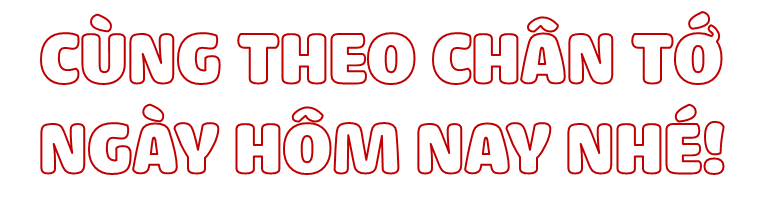 CÙNG THEO CHÂN TỚ
NGÀY HÔM NAY NHÉ!